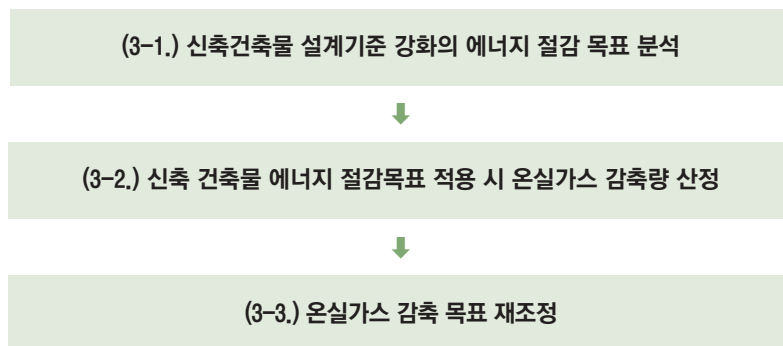 (3-1.) 신축건축물 설계기준 강화의 에너지 절감 목표 분석
(3-2.) 신축 건축물 에너지 절감목표 적용 시 온실가스 감축량 산정
(3-3.) 온실가스 감축 목표 재조정